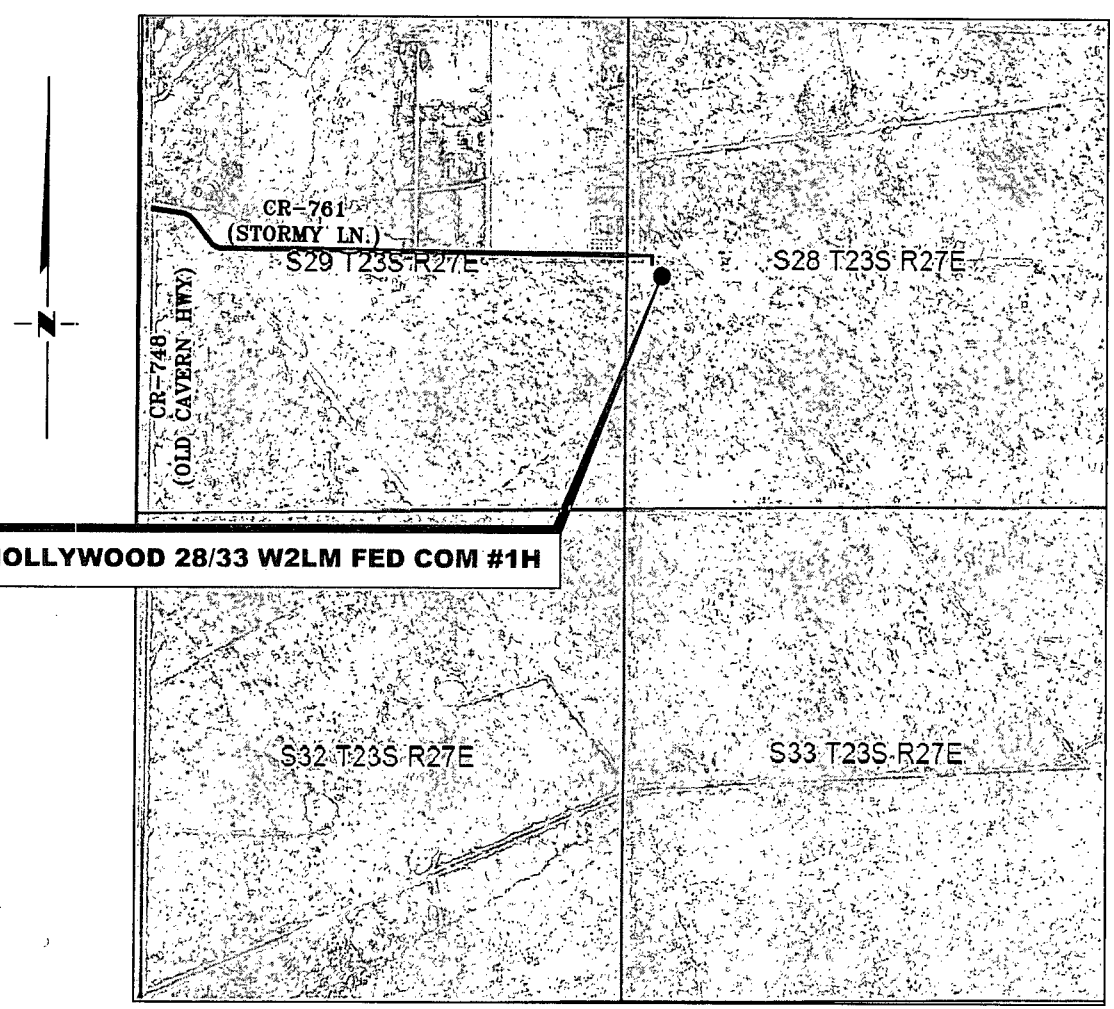 CR-761
(STORMY LN.)
S29 T23S R27E
S28 T23S R27E
N
CR-748
(OLD CAVERN HWY)
OLLYWOOD 28/33 W2LM FED COM #1H
S32 T23S R27E
S33 T23S R27E